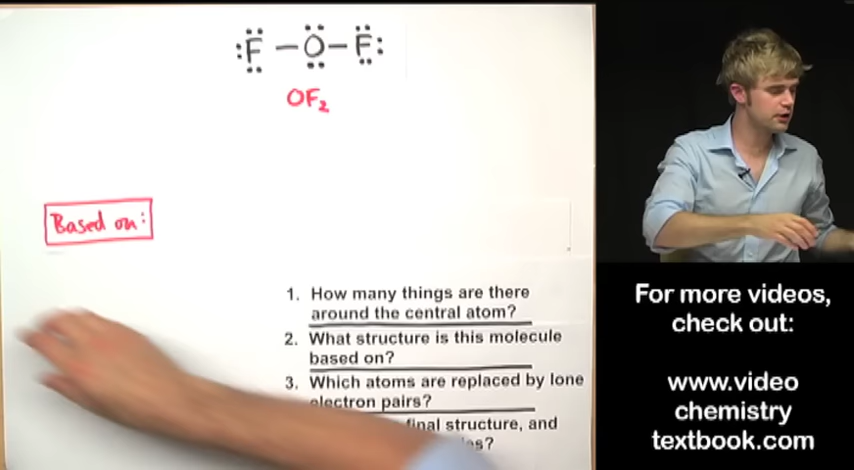 :F̈ – Ö – F̈:
OF₂
Based on:
1. How many things are there
around the central atom?
2. What structure is this molecule
based on?
3. Which atoms are replaced by lone
electron pairs?
final structure, and
For more videos,
check out:
www.video
chemistry
textbook.com